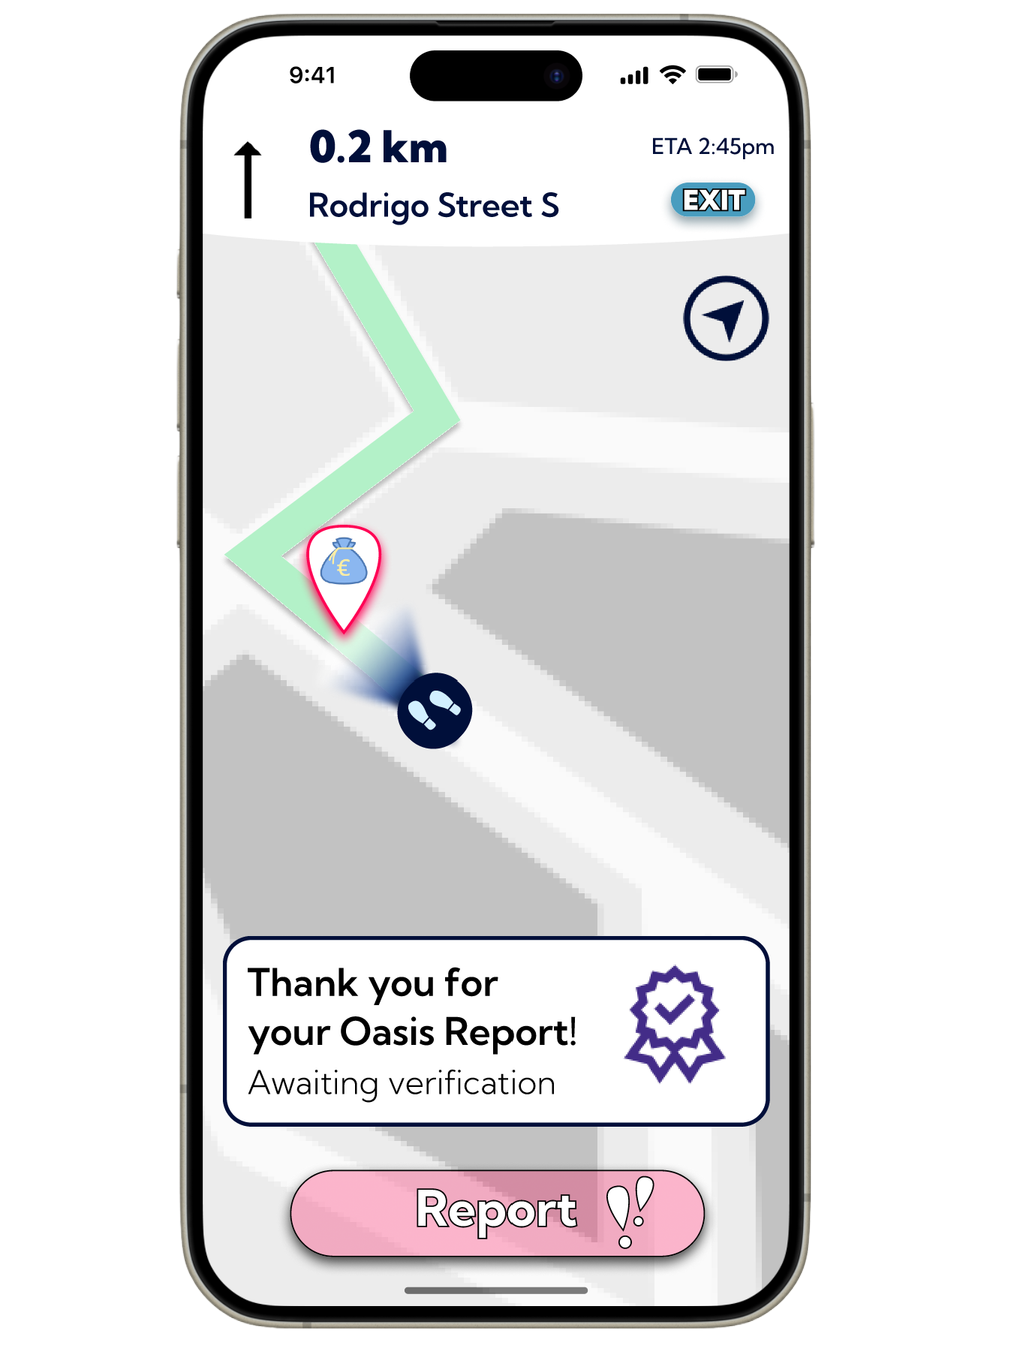 9:41
0.2 km
ETA 2:45pm
Rodrigo Street S
EXIT
€
Thank you for
your Oasis Report!
Awaiting verification
Report !!